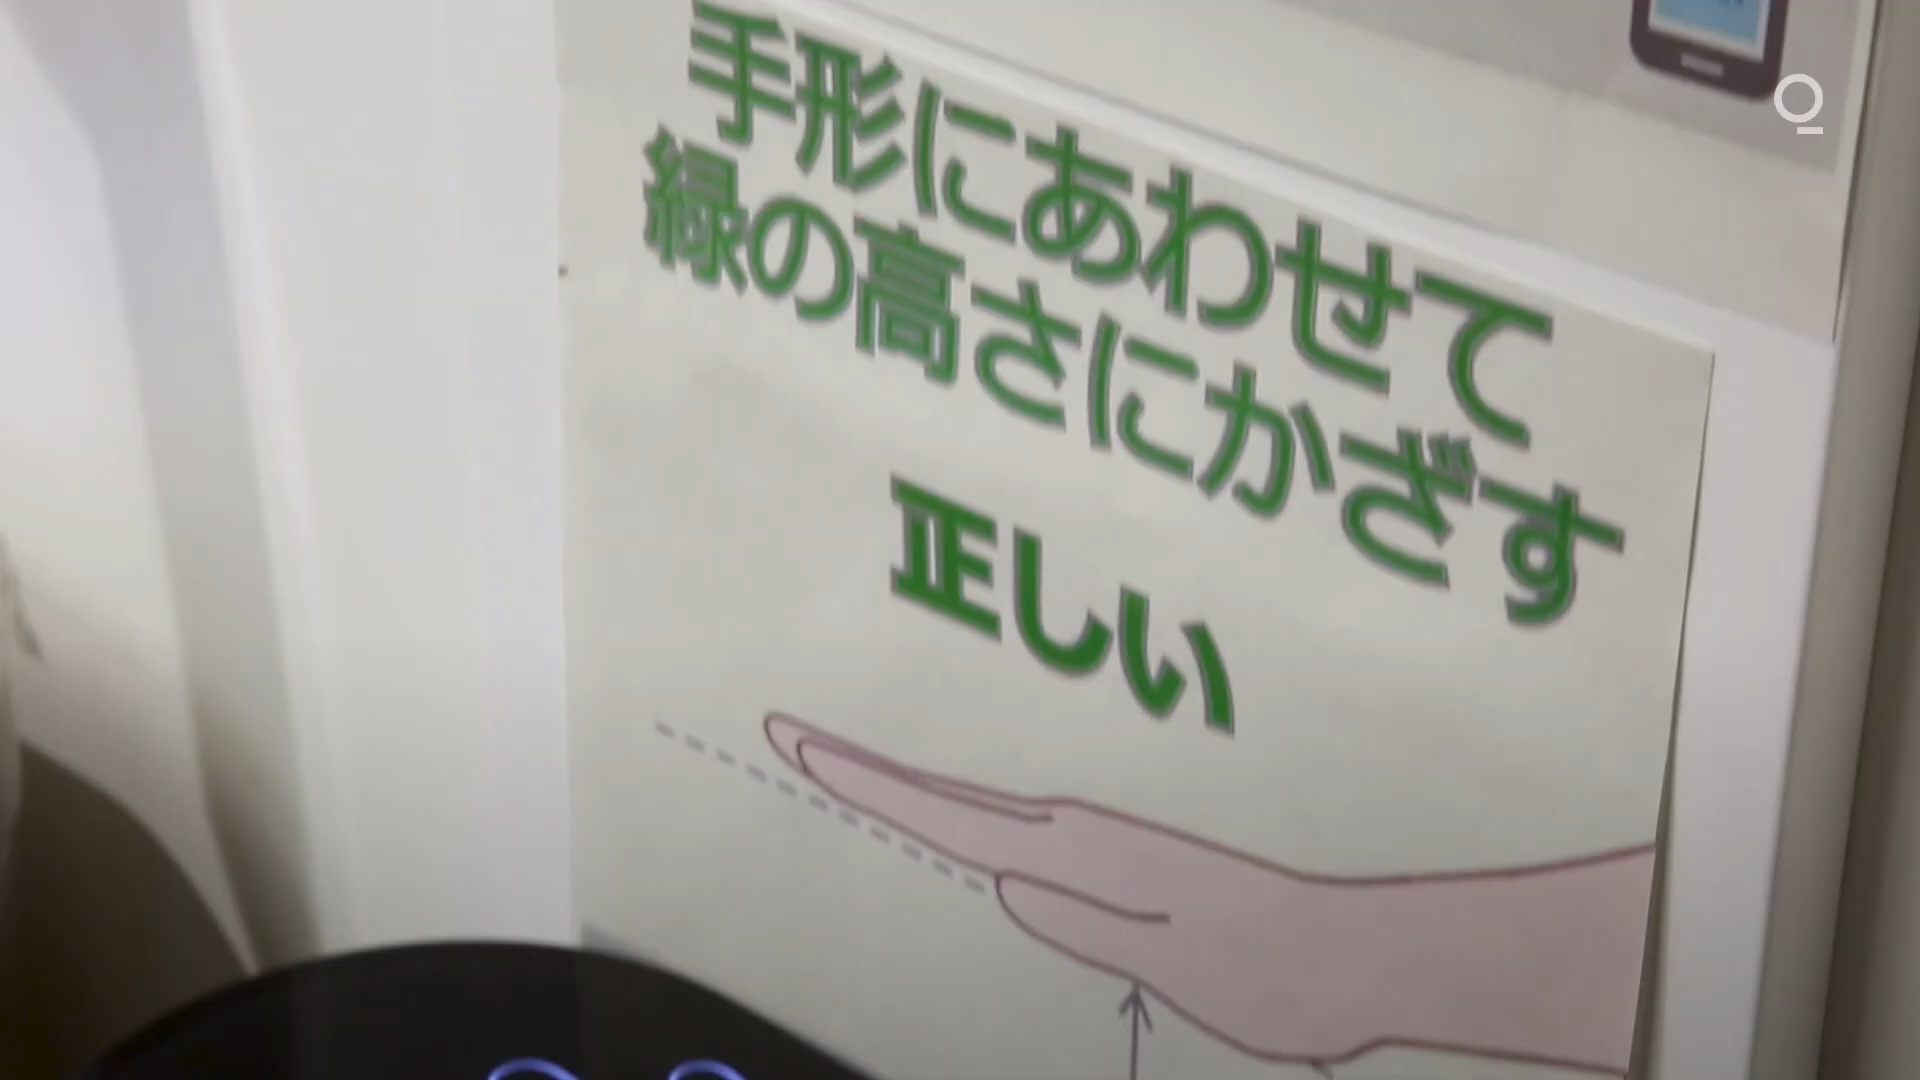 手形にあわせて
緑の高さにかざす
正しい